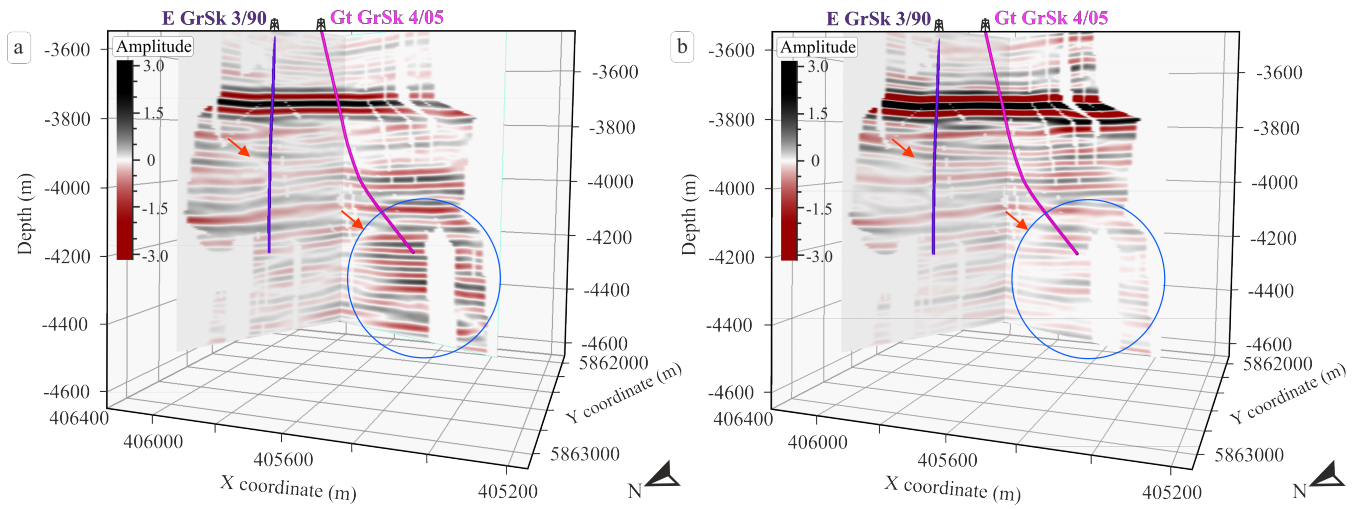 a
E GrSk 3/90
Gt GrSk 4/05
Amplitude
3.0
1.5
0
-1.5
-3.0
Depth (m)
-3600
-3800
-4000
-4200
-4400
-4600
-3600
-3800
-4000
-4200
-4400
-4600
406400
406000
405600
405200
X coordinate (m)
5862000
5863000
Y coordinate (m)
N
b
E GrSk 3/90
Gt GrSk 4/05
Amplitude
3.0
1.5
0
-1.5
-3.0
Depth (m)
-3600
-3800
-4000
-4200
-4400
-4600
-3600
-3800
-4000
-4200
-4400
-4600
406400
406000
405600
405200
X coordinate (m)
5862000
5863000
Y coordinate (m)
N